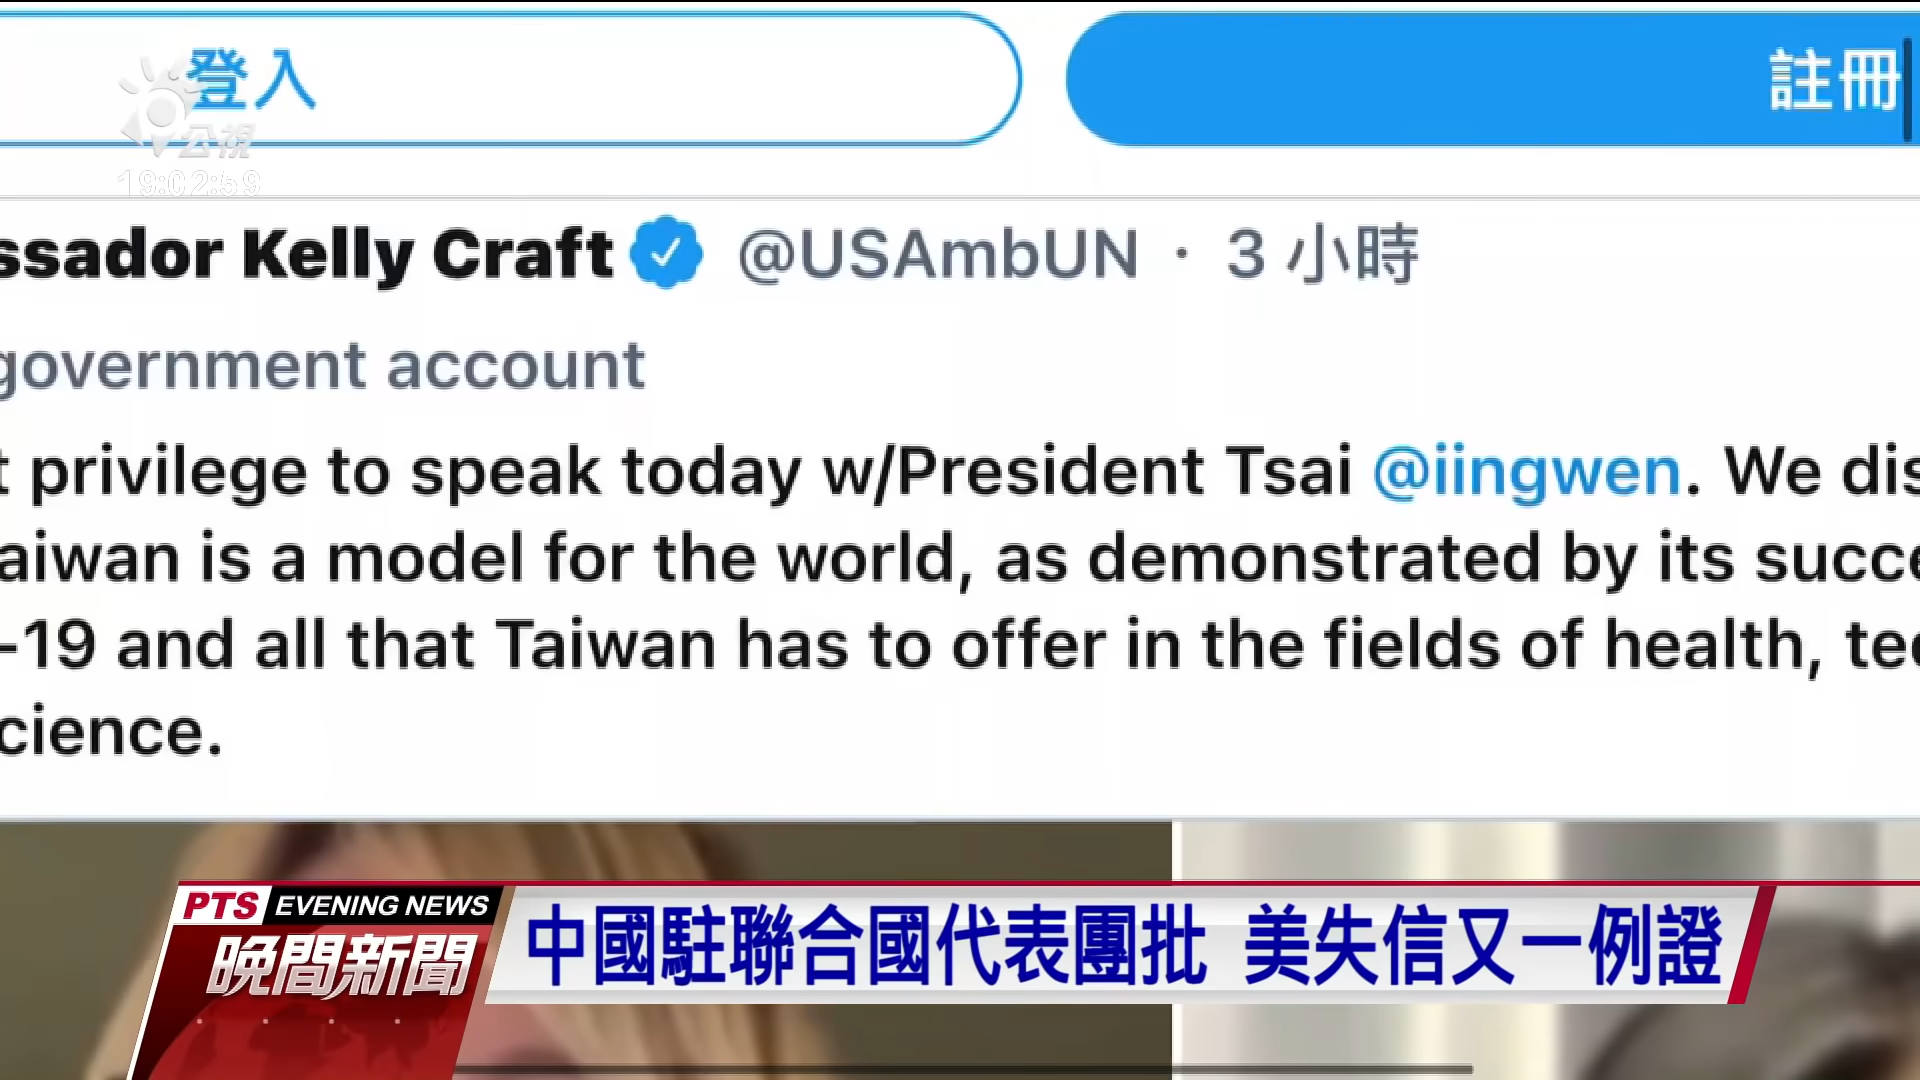 登入
註冊
公視
19:02:59
ssador Kelly Craft @USAmbUN · 3 小時
government account
t privilege to speak today w/President Tsai @iingwen. We dis
aiwan is a model for the world, as demonstrated by its succe
-19 and all that Taiwan has to offer in the fields of health, tec
cience.
PTS EVENING NEWS
晚間新聞
中國駐聯合國代表團批 美失信又一例證